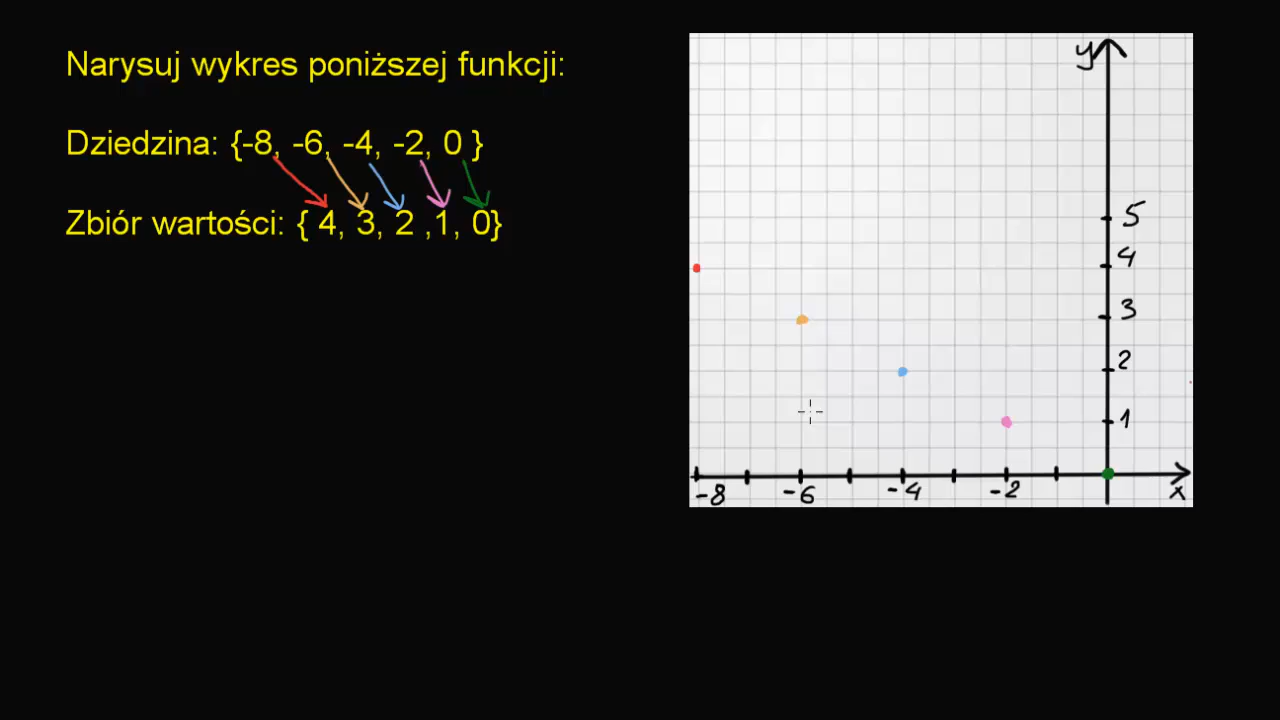 Narysuj wykres poniższej funkcji:
Dziedzina: {-8, -6, -4, -2, 0 }
Zbiór wartości: { 4, 3, 2 ,1, 0}
y
5
4
3
2
1
-8 -6 -4 -2 x